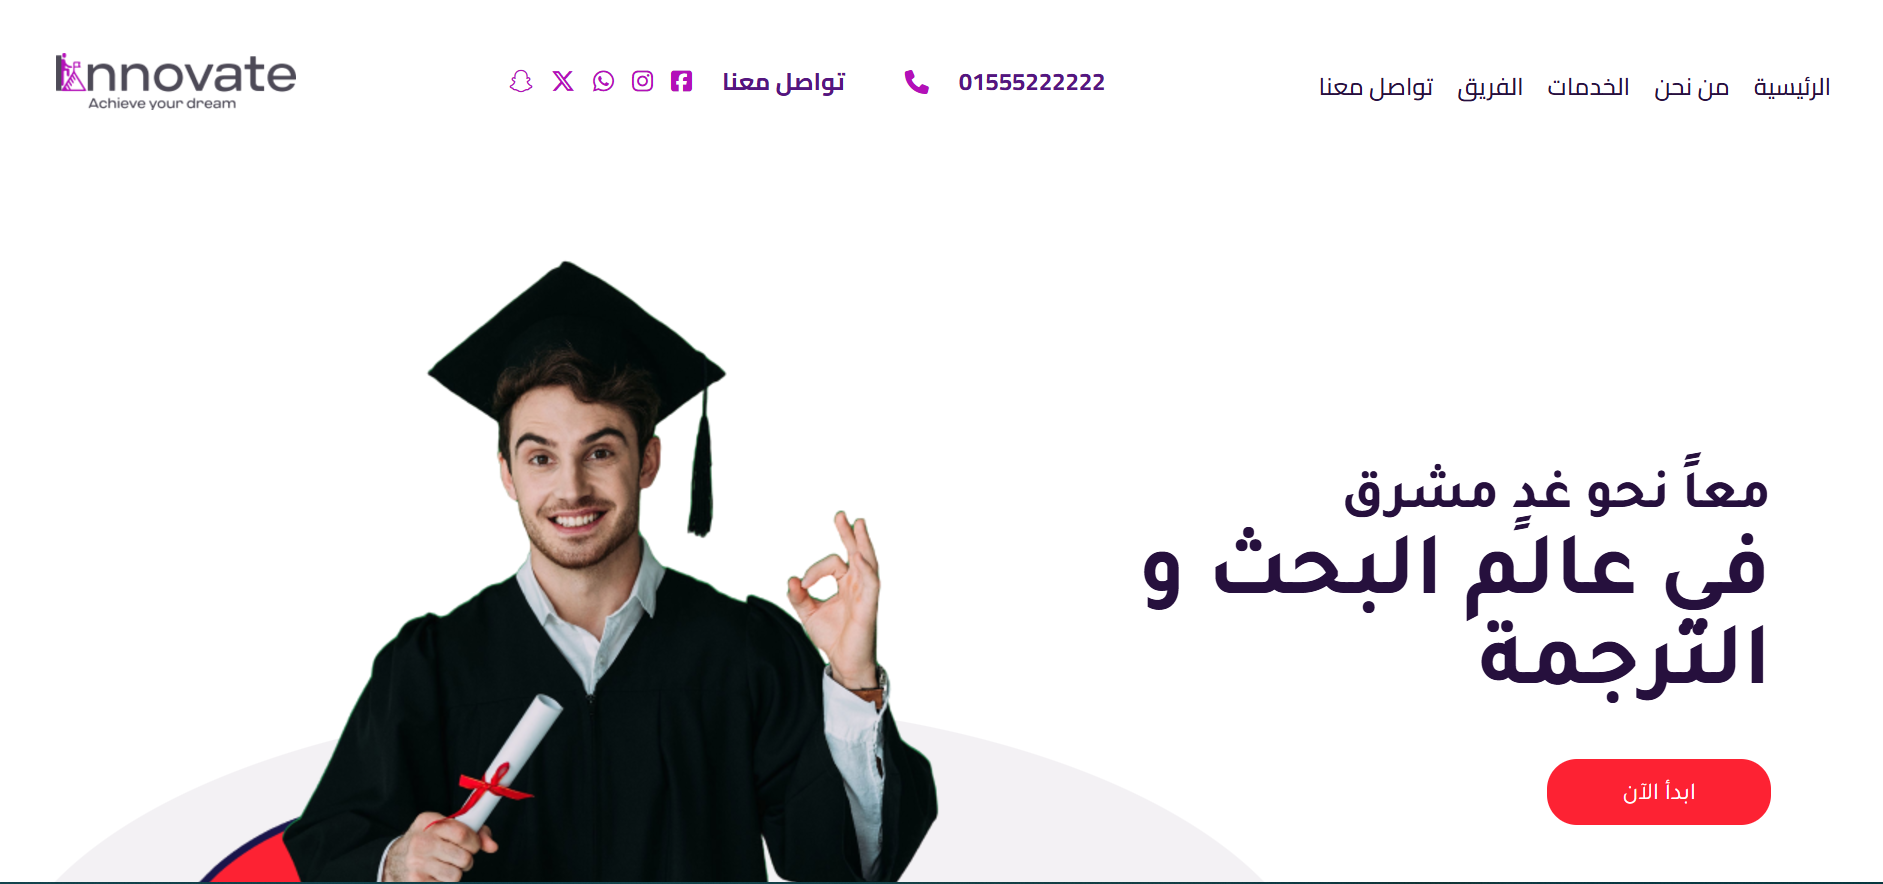 الرئيسية من نحن الخدمات الفريق تواصل معنا
01555222222
تواصل معنا
Innovate
Achieve your dream
معاً نحو غدٍ مشرق
في عالم البحث و
الترجمة
ابدأ الآن